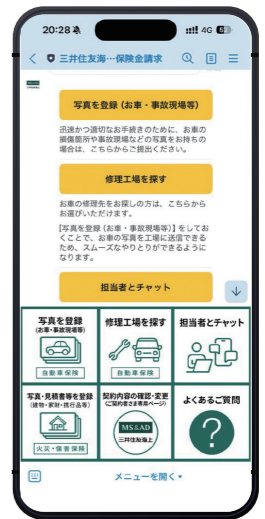 20:28
4G
三井住友海…保険金請求
写真を登録（お車・事故現場等）
迅速かつ適切なお手続きのために、お車の
損傷箇所や事故現場などの写真をお持ちの
場合は、こちらからご提出ください。
修理工場を探す
お車の修理先をお探しの方は、こちらから
お選びいただけます。
【写真を登録（お車・事故現場等）】をしてお
くことで、お車の写真を工場に送信できる
ため、スムーズなやりとりができるように
なります。
担当者とチャット
写真を登録
（お車・事故現場等）
自動車保険
修理工場を探す
自動車保険
担当者とチャット
写真・見積書等を登録
（建物・家財・携行品等）
火災・傷害保険
契約内容の確認・変更
（ご契約者さま専用ページ）
MS&AD
三井住友海上
よくあるご質問
?
メニューを開く